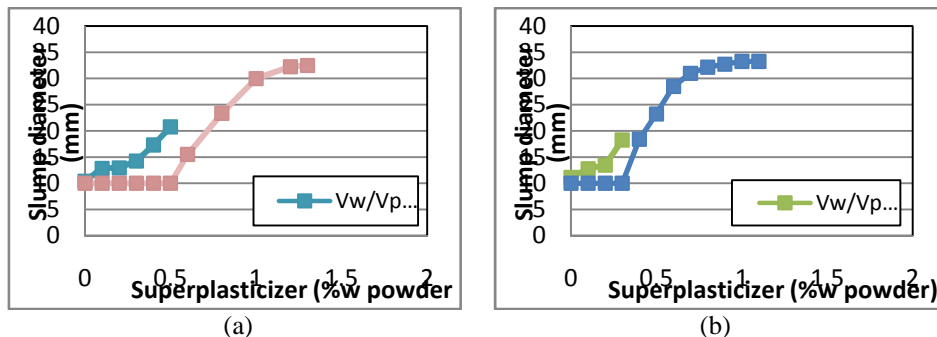 40
35
30
25
20
15
10
5
0
Slump diameter
(mm)
0 0.5 1 1.5 2
Superplasticizer (%w powder
Vw/Vp...
(a)
40
35
30
25
20
15
10
5
0
Slump diameter
(mm)
0 0.5 1 1.5 2
Superplasticizer (%w powder)
Vw/Vp...
(b)